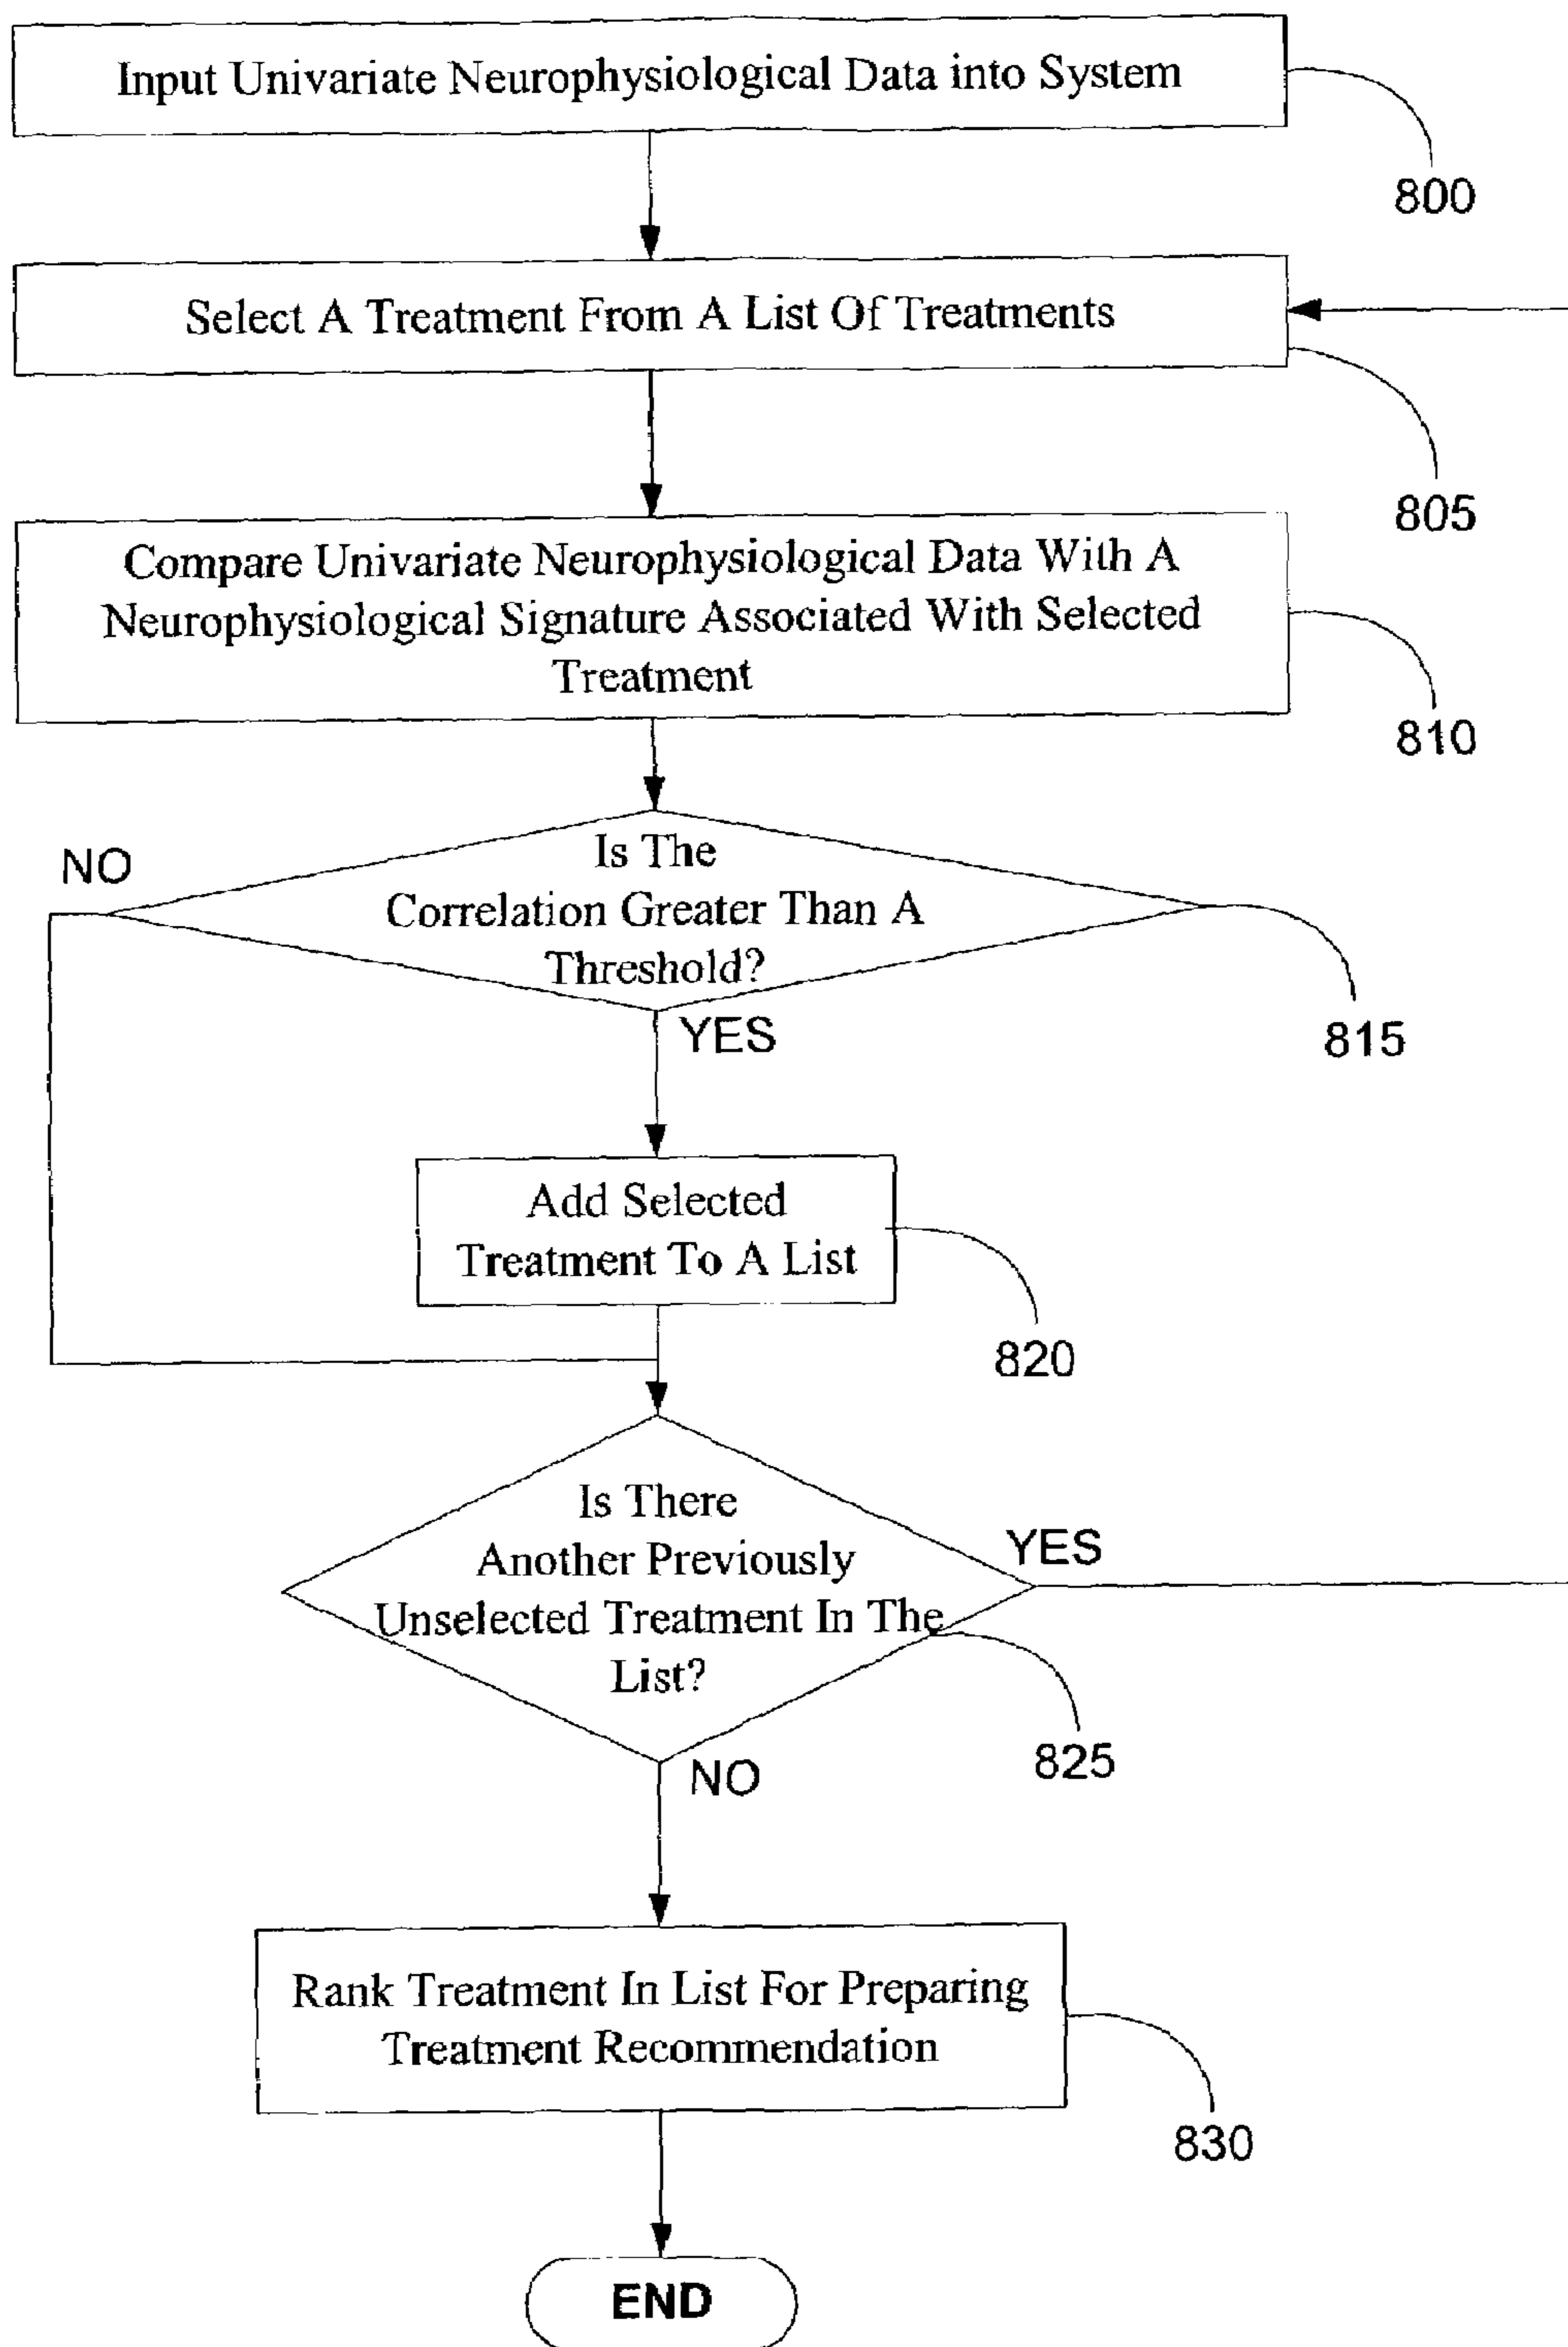 Input Univariate Neurophysiological Data into System
800
Select A Treatment From A List Of Treatments
805
Compare Univariate Neurophysiological Data With A
Neurophysiological Signature Associated With Selected
Treatment
810
NO
Is The
Correlation Greater Than A
Threshold?
815
YES
Add Selected
Treatment To A List
820
Is There
Another Previously
Unselected Treatment In The
List?
YES
825
NO
Rank Treatment In List For Preparing
Treatment Recommendation
830
END